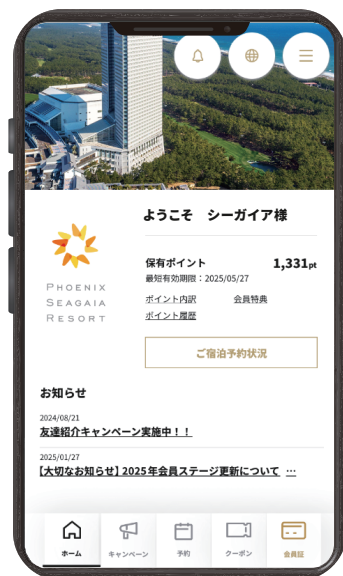 ようこそ　シーガイア様
PHOENIX
SEAGAIA
RESORT
保有ポイント 1,331pt
最短有効期限：2025/05/27
ポイント内訳 会員特典
ポイント履歴
ご宿泊予約状況
お知らせ
2024/08/21
友達紹介キャンペーン実施中！！
2025/01/27
【大切なお知らせ】2025年会員ステージ更新について …
ホーム キャンペーン 予約 クーポン 会員証